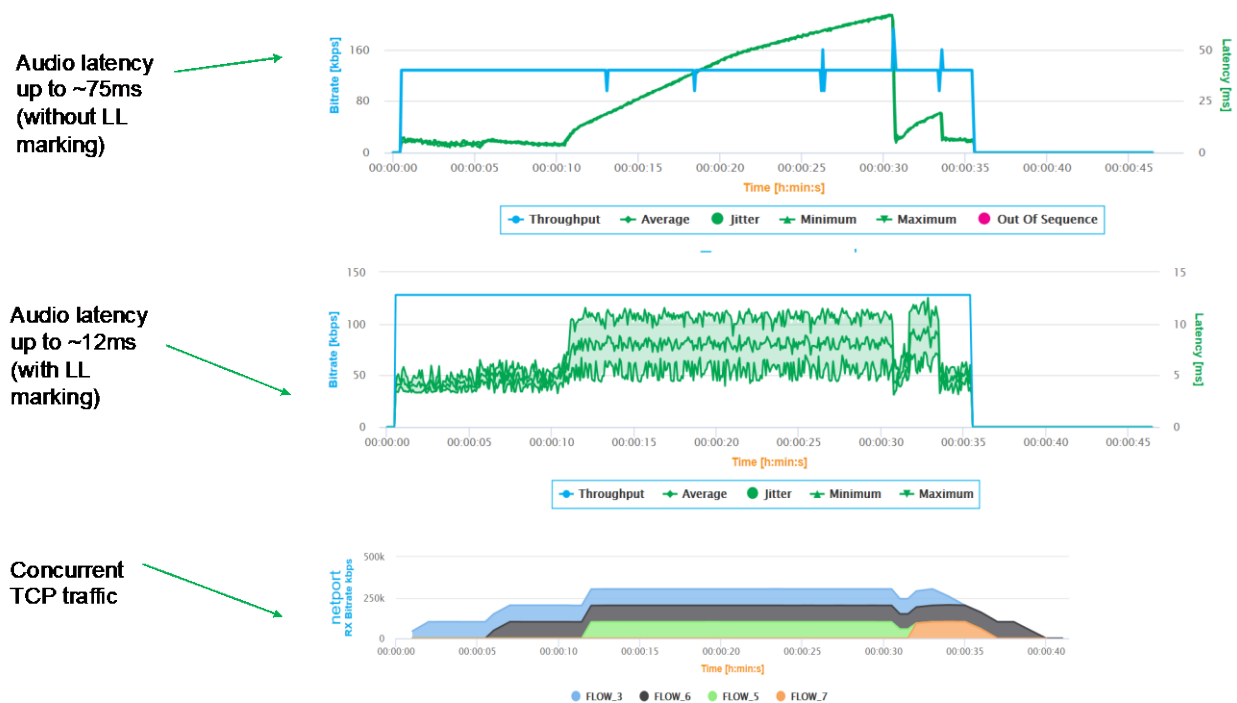 Audio latency
up to ~75ms
(without LL
marking)
Bitrate [kbps]
160
80
0
Latency [ms]
50
25
0
00:00:00 00:00:05 00:00:10 00:00:15 00:00:20 00:00:25 00:00:30 00:00:35 00:00:40 00:00:45
Time [h:min:s]
Throughput Average Jitter Minimum Maximum Out Of Sequence
Audio latency
up to ~12ms
(with LL
marking)
Bitrate [kbps]
150
100
50
0
Latency [ms]
15
10
5
0
00:00:00 00:00:05 00:00:10 00:00:15 00:00:20 00:00:25 00:00:30 00:00:35 00:00:40 00:00:45
Time [h:min:s]
Throughput Average Jitter Minimum Maximum
Concurrent
TCP traffic
netport
RX Bitrate kbps
500k
250k
0
00:00:00 00:00:05 00:00:10 00:00:15 00:00:20 00:00:25 00:00:30 00:00:35 00:00:40
Time [h:min:s]
FLOW_3 FLOW_6 FLOW_5 FLOW_7